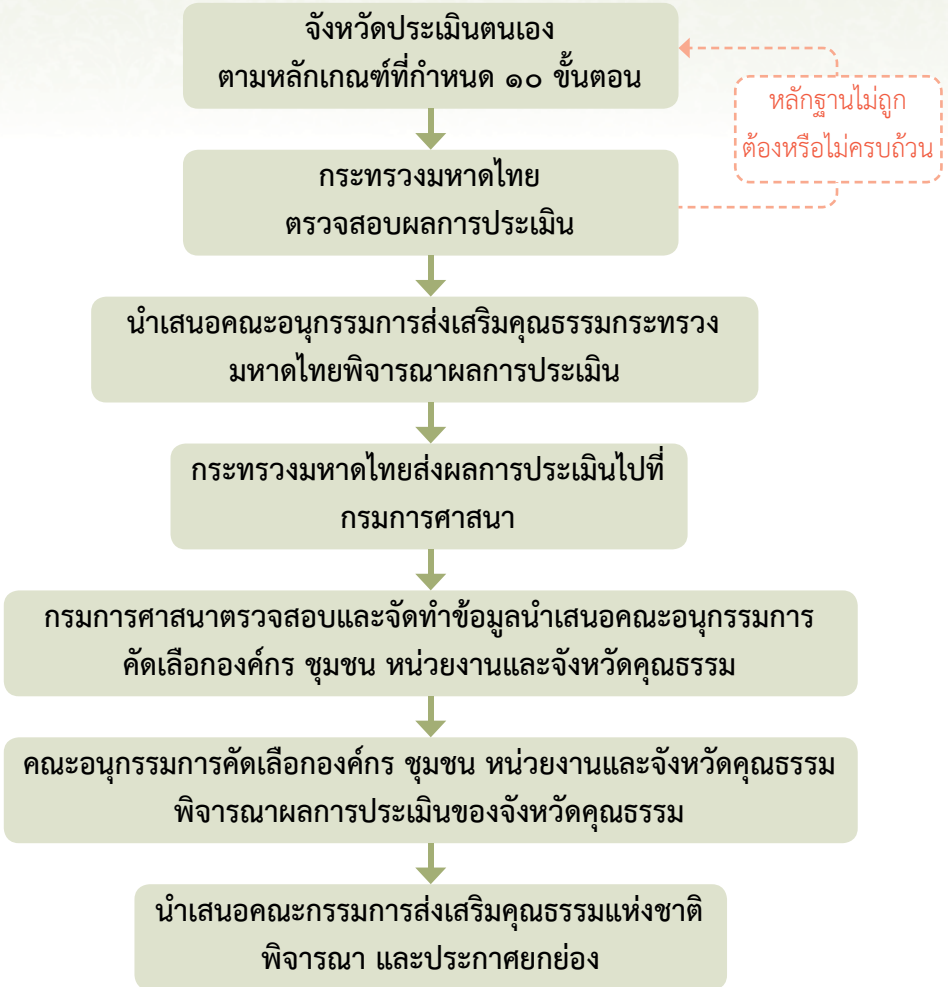 จังหวัดประเมินตนเอง
ตามหลักเกณฑ์ที่กำหนด ๑๐ ขั้นตอน
หลักฐานไม่ถูก
ต้องหรือไม่ครบถ้วน
กระทรวงมหาดไทย
ตรวจสอบผลการประเมิน
นำเสนอคณะอนุกรรมการส่งเสริมคุณธรรมกระทรวง
มหาดไทยพิจารณาผลการประเมิน
กระทรวงมหาดไทยส่งผลการประเมินไปที่
กรมการศาสนา
กรมการศาสนาตรวจสอบและจัดทำข้อมูลนำเสนอคณะอนุกรรมการ
คัดเลือกองค์กร ชุมชน หน่วยงานและจังหวัดคุณธรรม
คณะอนุกรรมการคัดเลือกองค์กร ชุมชน หน่วยงานและจังหวัดคุณธรรม
พิจารณาผลการประเมินของจังหวัดคุณธรรม
นำเสนอคณะกรรมการส่งเสริมคุณธรรมแห่งชาติ
พิจารณา และประกาศยกย่อง